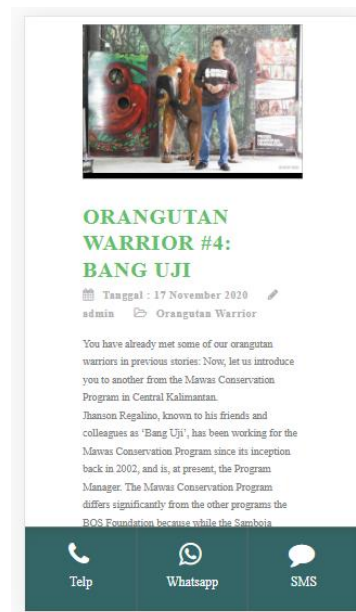 ORANGUTAN
WARRIOR #4:
BANG UJI
Tanggal : 17 November 2020
admin Orangutan Warrior
You have already met some of our orangutan
warriors in previous stories: Now, let us introduce
you to another from the Mawas Conservation
Program in Central Kalimantan.
Jhanson Regalino, known to his friends and
colleagues as ‘Bang Uji’, has been working for the
Mawas Conservation Program since its inception
back in 2002, and is, at present, the Program
Manager. The Mawas Conservation Program
differs significantly from the other programs the
BOS Foundation because while the Samboja
Telp Whatsapp SMS